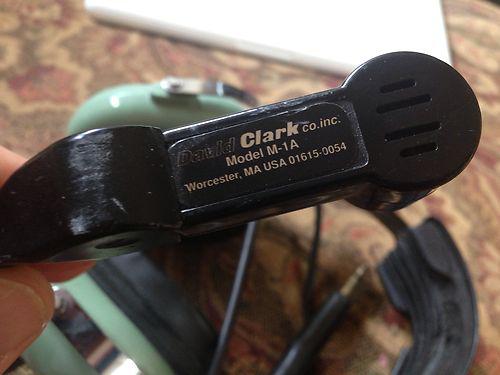 David Clark co.inc.
Model M-1A
Worcester, MA USA 01615-0054